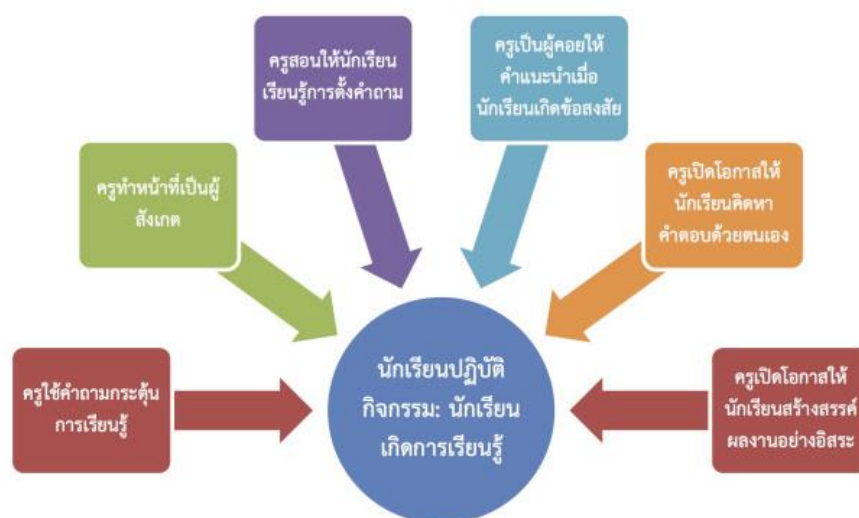 ครูสอนให้นักเรียน
เรียนรู้การตั้งคำถาม
ครูเป็นผู้คอยให้
คำแนะนำเมื่อ
นักเรียนเกิดข้อสงสัย
ครูทำหน้าที่เป็นผู้
สังเกต
ครูเปิดโอกาสให้
นักเรียนคิดหา
คำตอบด้วยตนเอง
ครูใช้คำถามกระตุ้น
การเรียนรู้
นักเรียนปฏิบัติ
กิจกรรม: นักเรียน
เกิดการเรียนรู้
ครูเปิดโอกาสให้
นักเรียนสร้างสรรค์
ผลงานอย่างอิสระ